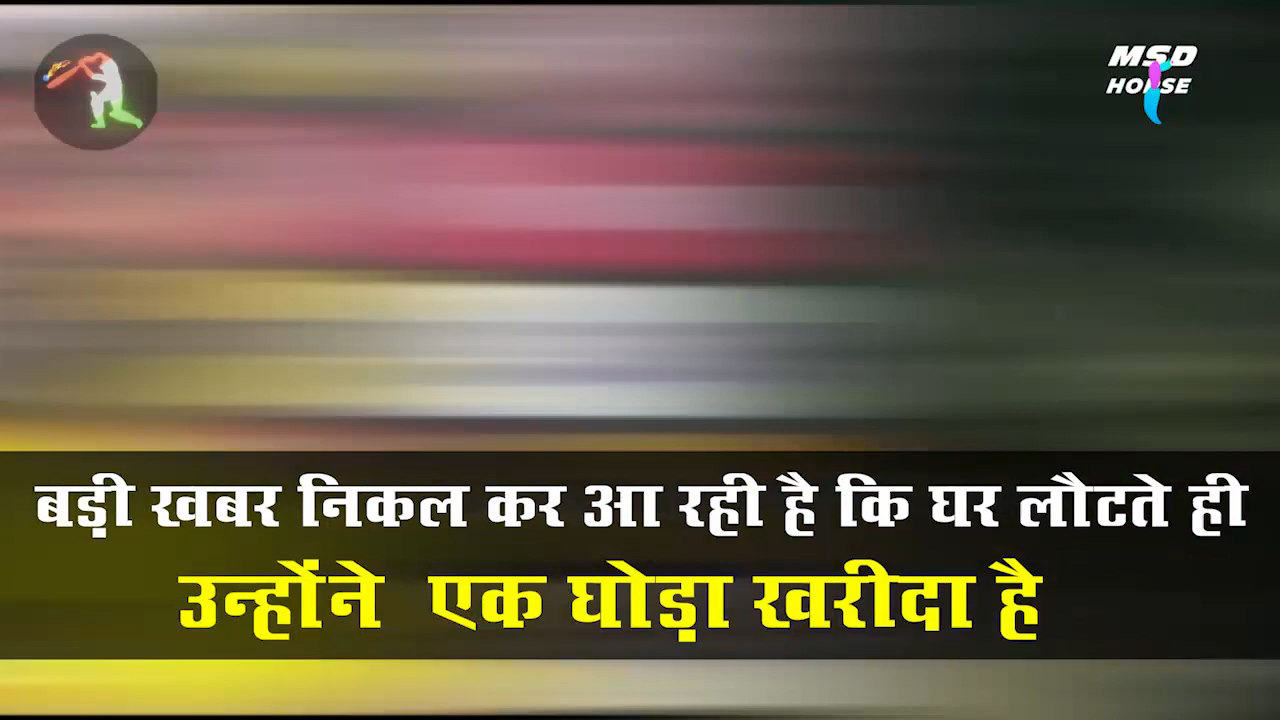 MSD
HORSE
बड़ी खबर निकल कर आ रही है कि घर लौटते ही
उन्होंने एक घोड़ा खरीदा है